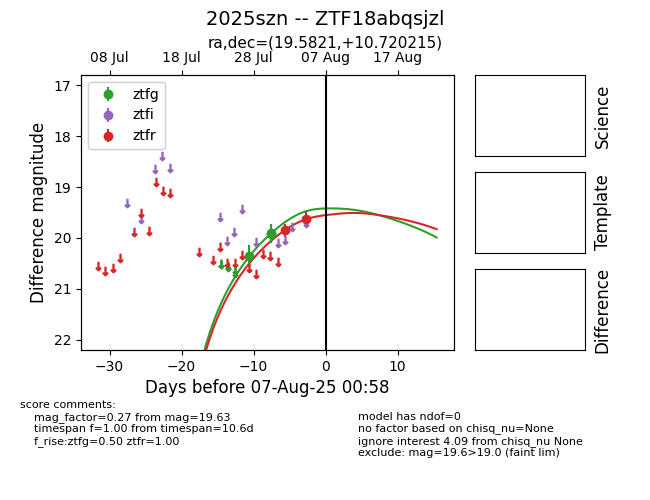 2025szn -- ZTF18abqsjzl
ra,dec=(19.5821,+10.720215)
08 Jul 18 Jul 28 Jul 07 Aug 17 Aug
ztfg
ztfi
ztfr
17
18
19
20
21
22
Difference magnitude
−30 −20 −10 0 10
Days before 07-Aug-25 00:58
Science
Template
Difference
score comments:
mag_factor=0.27 from mag=19.63
timespan f=1.00 from timespan=10.6d
f_rise:ztfg=0.50 ztfr=1.00
model has ndof=0
no factor based on chisq_nu=None
ignore interest 4.09 from chisq_nu None
exclude: mag=19.6>19.0 (faint lim)